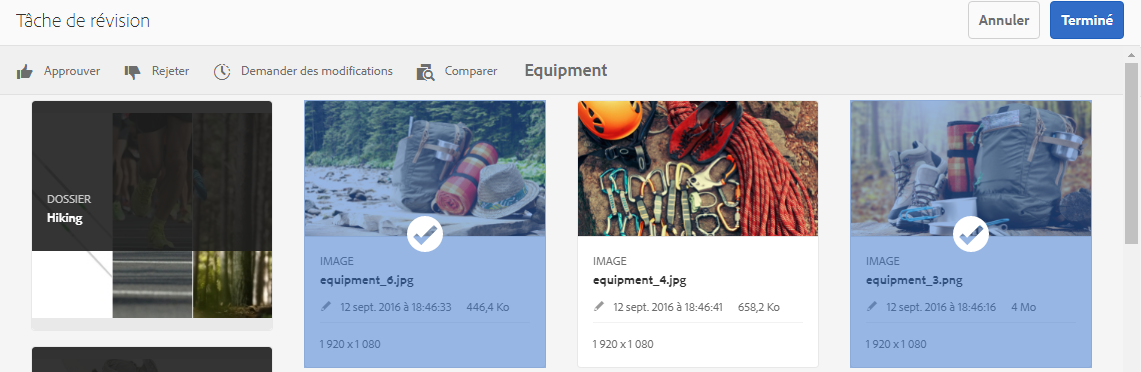 Tâche de révision
Annuler
Terminé
Approuver
Rejeter
Demander des modifications
Comparer
Equipment
DOSSIER
Hiking
IMAGE
equipment_6.jpg
12 sept. 2016 à 18:46:33 446,4 Ko
1 920 x 1 080
IMAGE
equipment_4.jpg
12 sept. 2016 à 18:46:41 658,2 Ko
1 920 x 1 080
IMAGE
equipment_3.png
12 sept. 2016 à 18:46:16 4 Mo
1 920 x 1 080